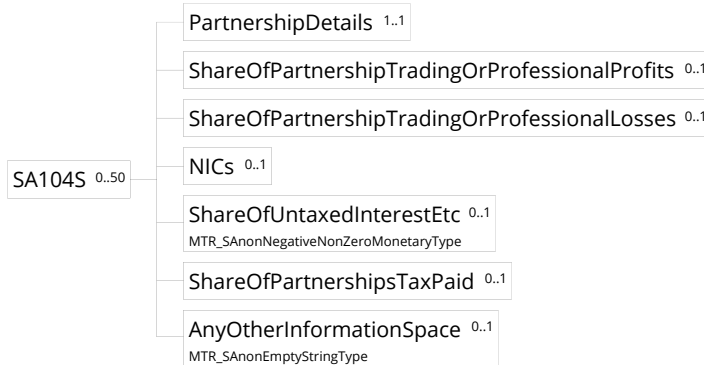 PartnershipDetails 1..1
ShareOfPartnershipTradingOrProfessionalProfits 0..1
ShareOfPartnershipTradingOrProfessionalLosses 0..1
NICs 0..1
SA104S 0..50
ShareOfUntaxedInterestEtc 0..1
MTR_SAnonNegativeNonZeroMonetaryType
ShareOfPartnershipsTaxPaid 0..1
AnyOtherInformationSpace 0..1
MTR_SAnonEmptyStringType